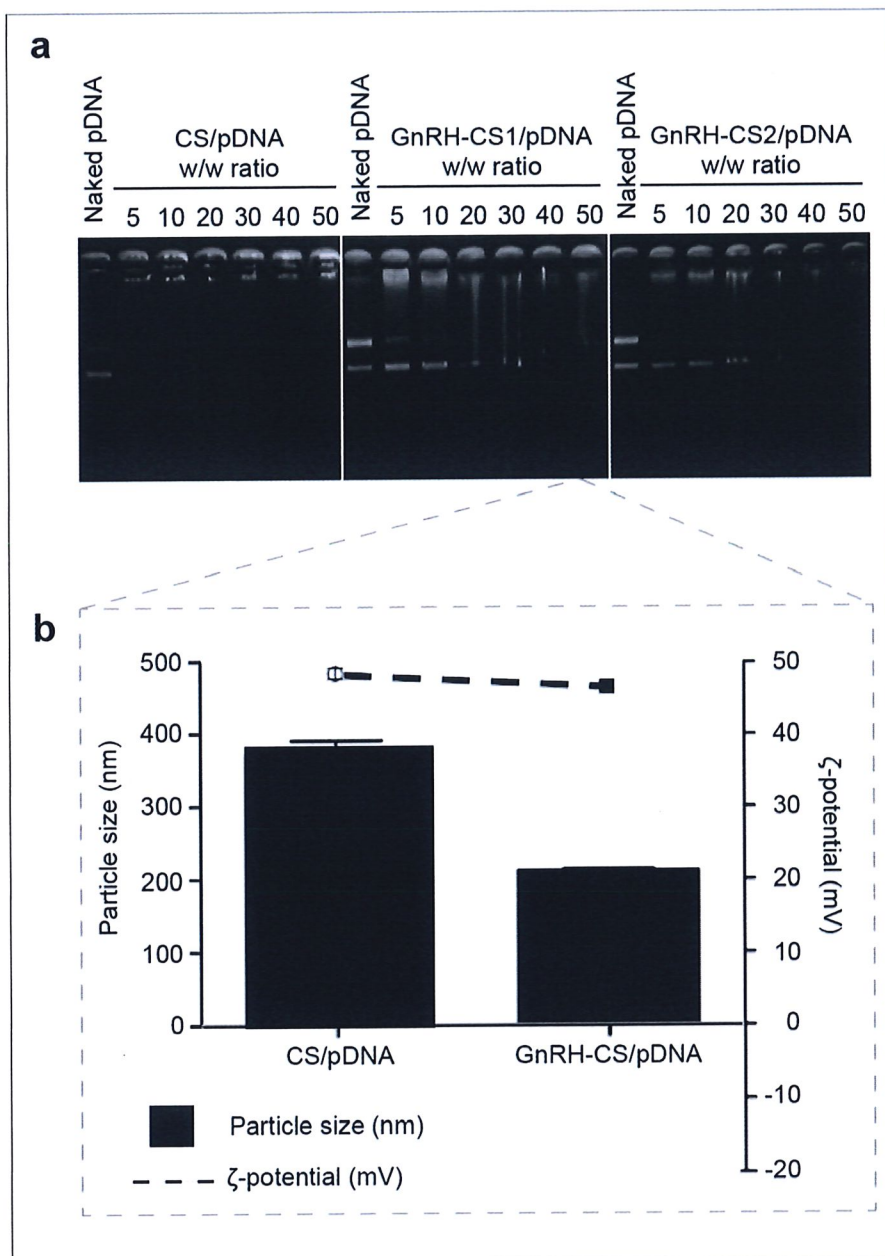 a
Naked pDNA
CS/pDNA
w/w ratio
5 10 20 30 40 50
Naked pDNA
GnRH-CS1/pDNA
w/w ratio
5 10 20 30 40 50
Naked pDNA
GnRH-CS2/pDNA
w/w ratio
5 10 20 30 40 50
b
Particle size (nm)
500
400
300
200
100
0
CS/pDNA
GnRH-CS/pDNA
50
40
30
20
10
0
-10
-20
ζ-potential (mV)
Particle size (nm)
ζ-potential (mV)